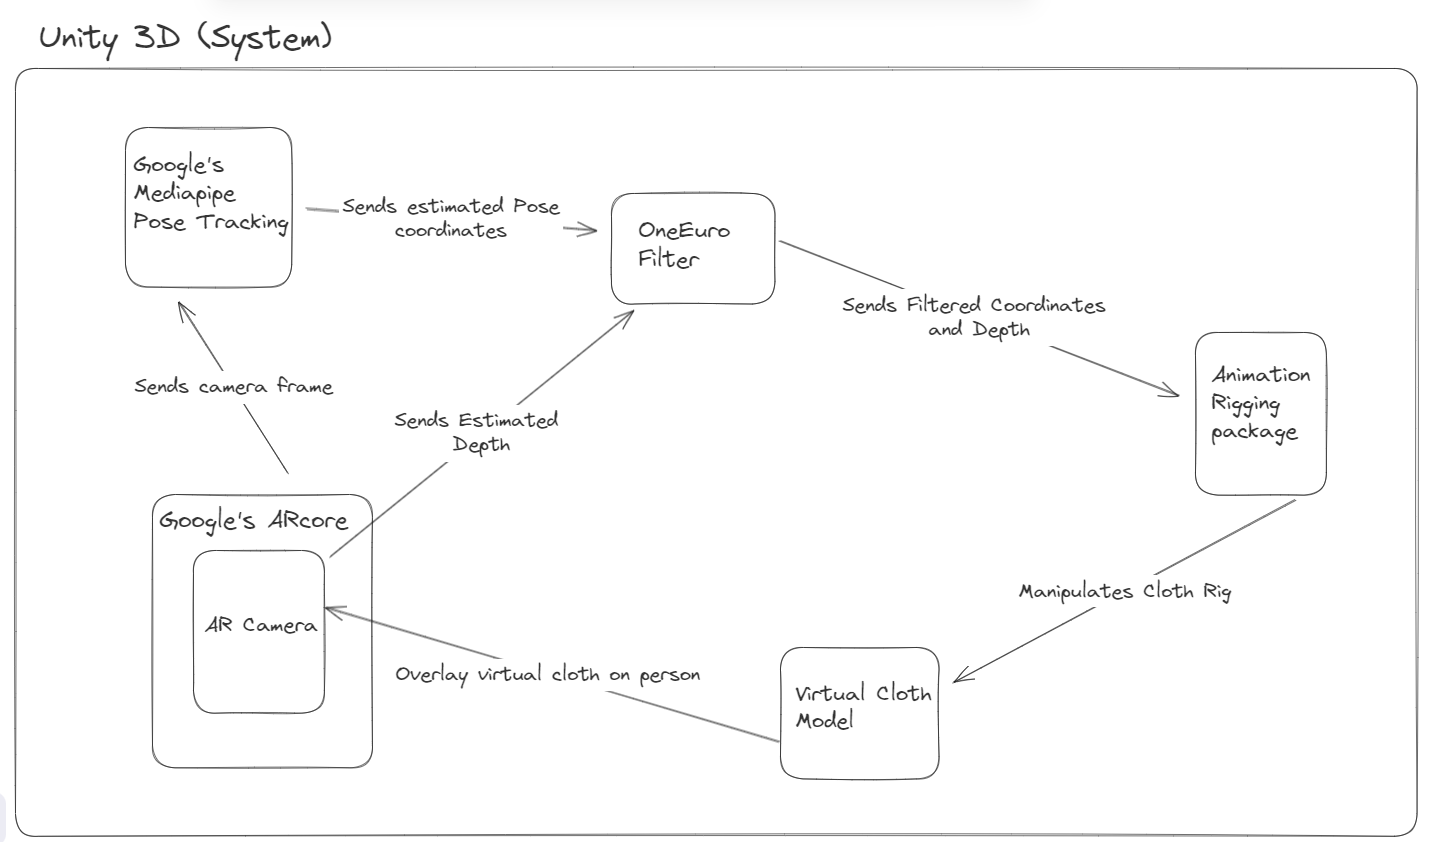 Unity 3D (System)
Google's
Mediapipe
Pose Tracking
Sends estimated Pose
coordinates
OneEuro
Filter
Sends Filtered Coordinates
and Depth
Animation
Rigging
package
Sends camera frame
Sends Estimated
Depth
Google's ARcore
AR Camera
Manipulates Cloth Rig
Overlay virtual cloth on person
Virtual Cloth
Model